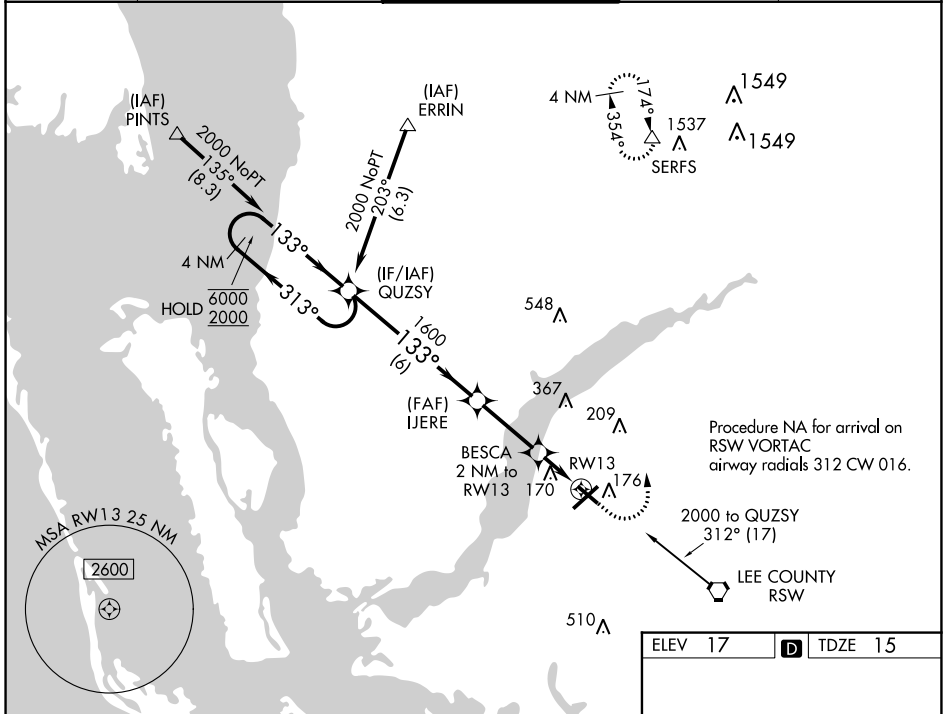 (IAF)
PINTS
2000 NoPT
135°
(8.3)
(IAF)
ERRIN
2000 NoPT
203°
(6.3)
4 NM
174°
354°
SERFS
1549
1537
1549
133°
4 NM
313°
HOLD
6000
2000
(IF/IAF)
QUZSY
1600
133°
(6)
548
(FAF)
IJERE
367
209
BESCA
2 NM to
RW13
170
RW13
176
Procedure NA for arrival on
RSW VORTAC
airway radials 312 CW 016.
2000 to QUZSY
312° (17)
LEE COUNTY
RSW
MSA RW13 25 NM
2600
510
ELEV 17 D TDZE 15